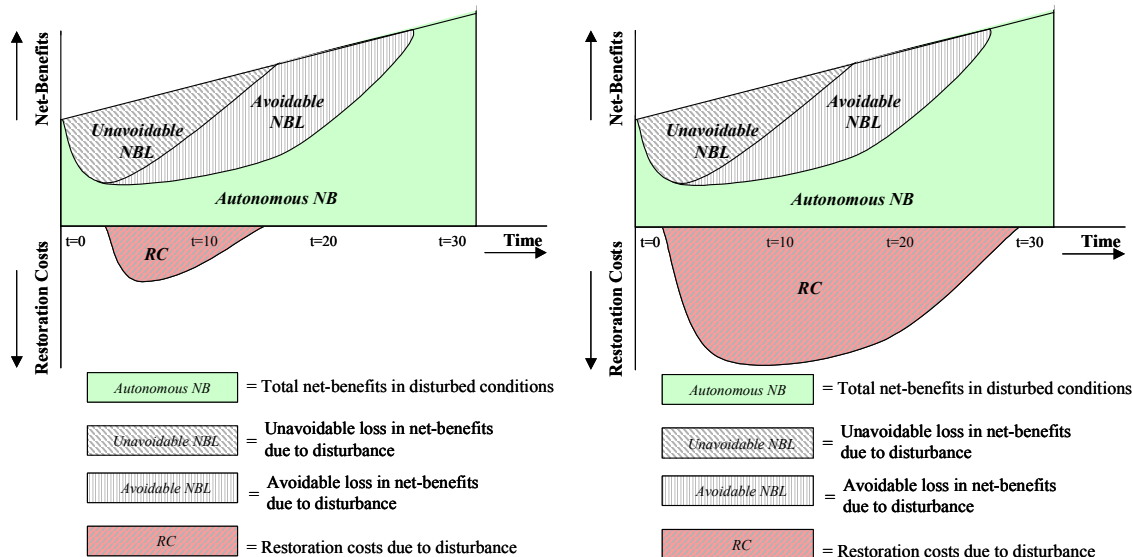 Net-Benefits
Unavoidable
NBL
Avoidable
NBL
Autonomous NB
t=0
t=10
t=20
t=30
Time
RC
Restoration Costs
Autonomous NB = Total net-benefits in disturbed conditions
Unavoidable NBL = Unavoidable loss in net-benefits
due to disturbance
Avoidable NBL = Avoidable loss in net-benefits
due to disturbance
RC = Restoration costs due to disturbance
Net-Benefits
Unavoidable
NBL
Avoidable
NBL
Autonomous NB
t=0
t=10
t=20
t=30
Time
RC
Restoration Costs
Autonomous NB = Total net-benefits in disturbed conditions
Unavoidable NBL = Unavoidable loss in net-benefits
due to disturbance
Avoidable NBL = Avoidable loss in net-benefits
due to disturbance
RC = Restoration costs due to disturbance